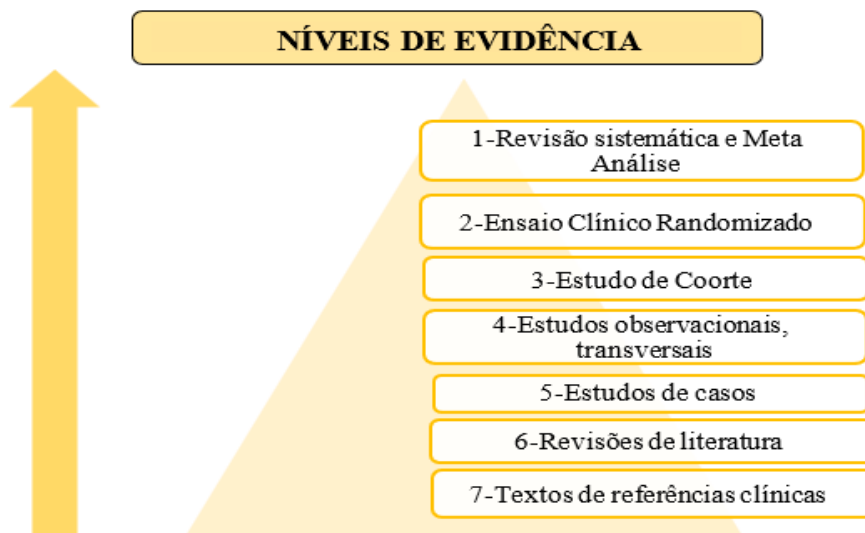 NÍVEIS DE EVIDÊNCIA
1-Revisão sistemática e Meta
Análise
2-Ensaio Clínico Randomizado
3-Estudo de Coorte
4-Estudos observacionais,
transversais
5-Estudos de casos
6-Revisões de literatura
7-Textos de referências clínicas